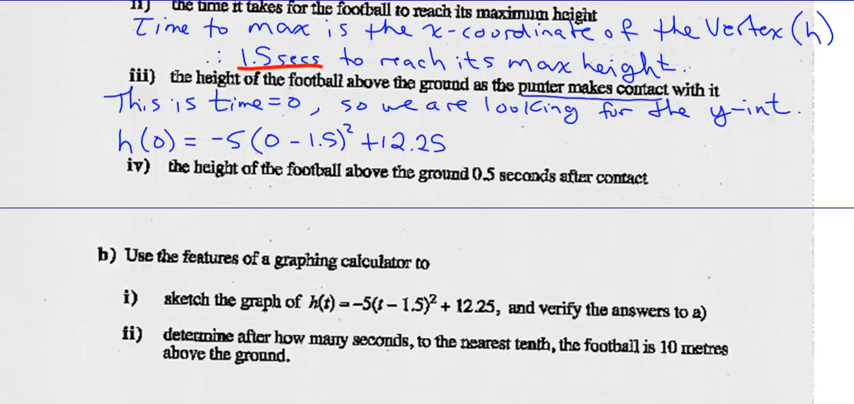 ii) the time it takes for the football to reach its maximum height
Time to max is the x-coordinate of the Vertex (h)
∴ 1.5 secs to reach its max height.
iii) the height of the football above the ground as the punter makes contact with it
This is time = 0, so we are looking for the y-int.
h(0) = -5(0 - 1.5)² + 12.25
iv) the height of the football above the ground 0.5 seconds after contact
b) Use the features of a graphing calculator to
i) sketch the graph of h(t) = -5(t - 1.5)² + 12.25, and verify the answers to a)
ii) determine after how many seconds, to the nearest tenth, the football is 10 metres
above the ground.